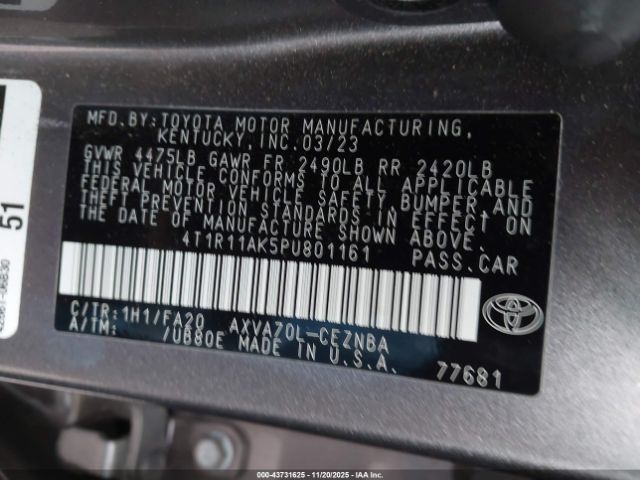 MFD.BY:TOYOTA MOTOR MANUFACTURING,
KENTUCKY, INC. 03/23
GVWR 4475LB GAWR FR 2490LB RR 2420LB
THIS VEHICLE CONFORMS TO ALL APPLICABLE
FEDERAL MOTOR VEHICLE SAFETY, BUMPER, AND
THEFT PREVENTION STANDARDS IN EFFECT ON
THE DATE OF MANUFACTURE SHOWN ABOVE.
4T1R11AK5PU801161 PASS.CAR
C/TR:1H1/FA20 AXVA70L-CEZNBA
A/TM: /UB80E MADE IN U.S.A.
77681
51
000-43731625 - 11/20/2025 - IAAI.COM